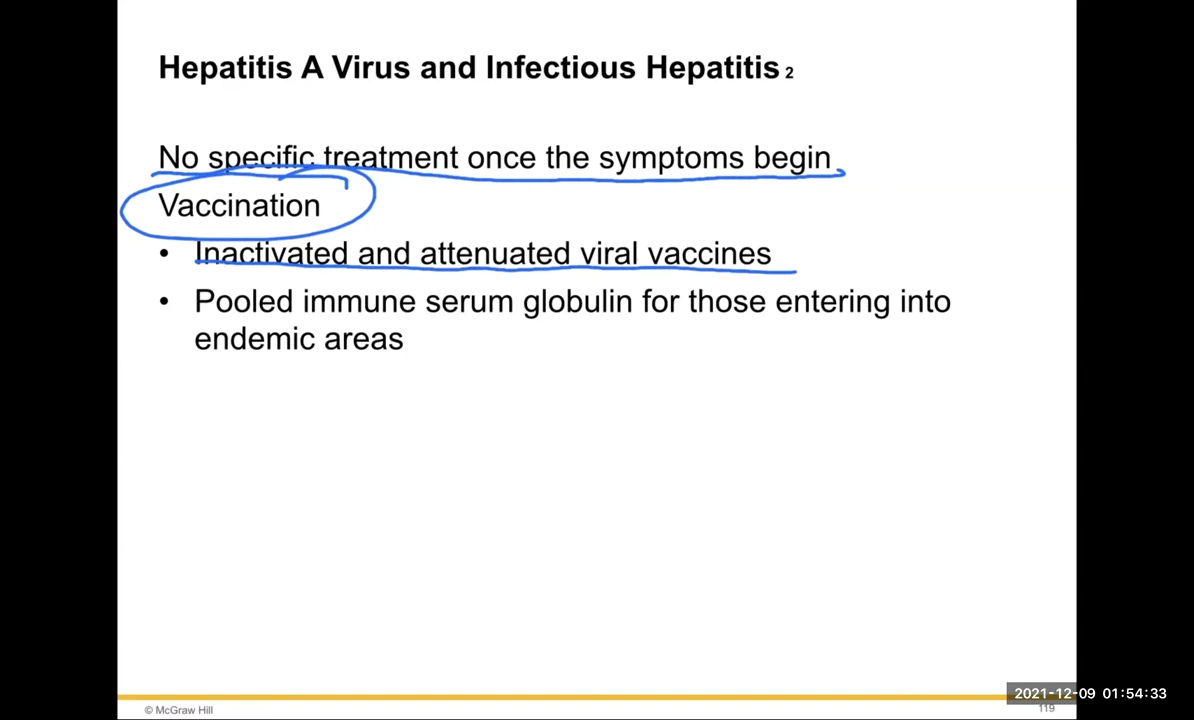 Hepatitis A Virus and Infectious Hepatitis 2
No specific treatment once the symptoms begin
Vaccination
• Inactivated and attenuated viral vaccines
• Pooled immune serum globulin for those entering into
endemic areas
2021-12-09 01:54:33
© McGraw Hill
119